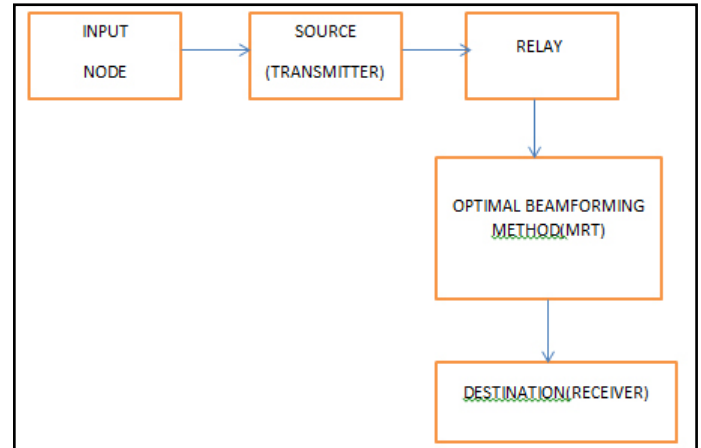 INPUT
NODE
SOURCE
(TRANSMITTER)
RELAY
OPTIMAL BEAMFORMING
METHOD(MRT)
DESTINATION(RECEIVER)